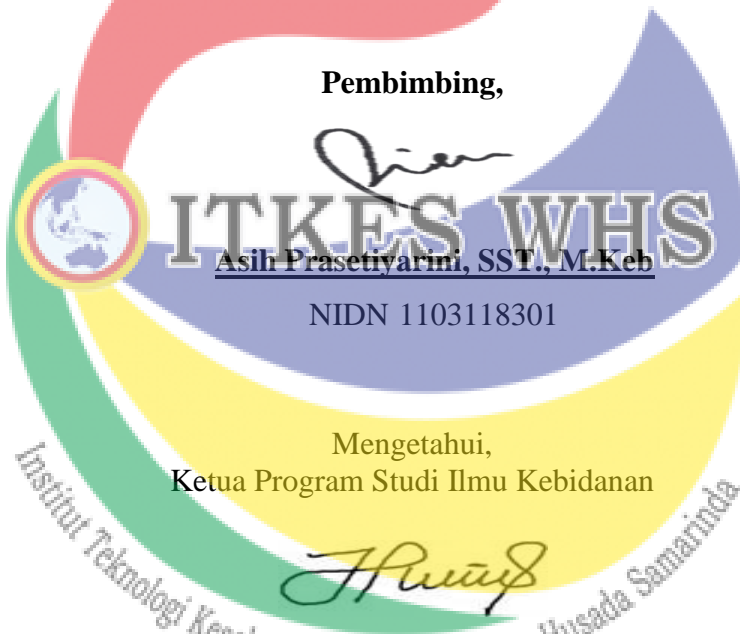 Pembimbing,
ITKES WHS
Asih Prasetiyarini, SST., M.Keb
NIDN 1103118301
Mengetahui,
Ketua Program Studi Ilmu Kebidanan
Institut Teknologi
Husada Samarinda